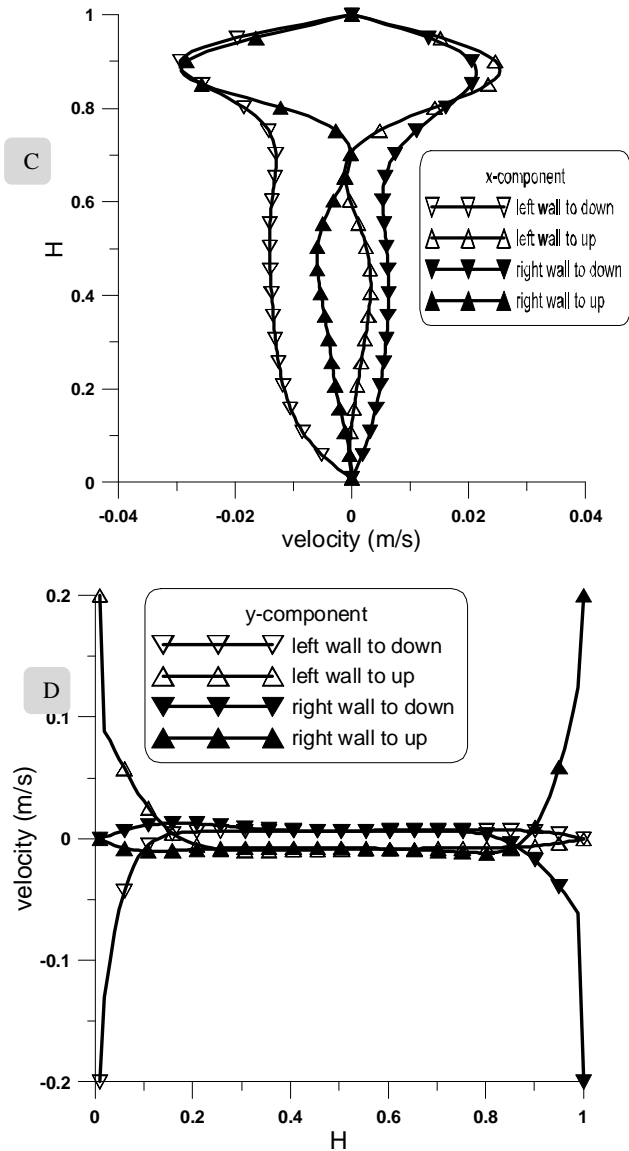 C
1
0.8
0.6
0.4
0.2
0
H
-0.04
-0.02
0
0.02
0.04
velocity (m/s)
x-component
left wall to down
left wall to up
right wall to down
right wall to up
D
0.2
0.1
0
-0.1
-0.2
velocity (m/s)
y-component
left wall to down
left wall to up
right wall to down
right wall to up
0
0.2
0.4
0.6
0.8
1
H